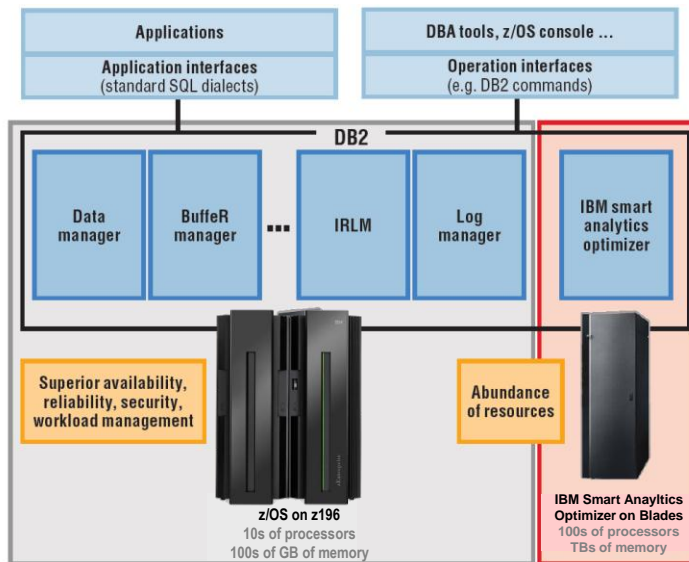 Applications
Application interfaces
(standard SQL dialects)
DBA tools, z/OS console ...
Operation interfaces
(e.g. DB2 commands)
DB2
Data
manager
BuffeR
manager
...
IRLM
Log
manager
IBM smart
analytics
optimizer
Superior availability,
reliability, security,
workload management
Abundance
of resources
z/OS on z196
10s of processors
100s of GB of memory
IBM Smart Anayltics
Optimizer on Blades
100s of processors
TBs of memory